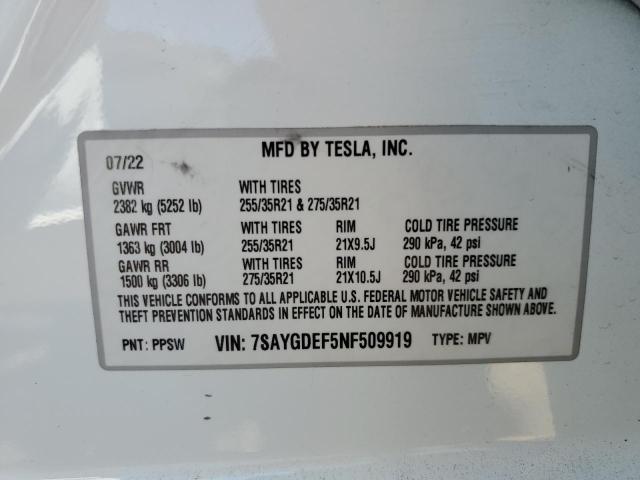 07/22 MFD BY TESLA, INC.
GVWR WITH TIRES
2382 kg (5252 lb) 255/35R21 & 275/35R21
GAWR FRT WITH TIRES RIM COLD TIRE PRESSURE
1363 kg (3004 lb) 255/35R21 21X9.5J 290 kPa, 42 psi
GAWR RR WITH TIRES RIM COLD TIRE PRESSURE
1500 kg (3306 lb) 275/35R21 21X10.5J 290 kPa, 42 psi
THIS VEHICLE CONFORMS TO ALL APPLICABLE U.S. FEDERAL MOTOR VEHICLE SAFETY AND
THEFT PREVENTION STANDARDS IN EFFECT ON THE DATE OF MANUFACTURE SHOWN ABOVE.
PNT: PPSW VIN: 7SAYGDEF5NF509919 TYPE: MPV